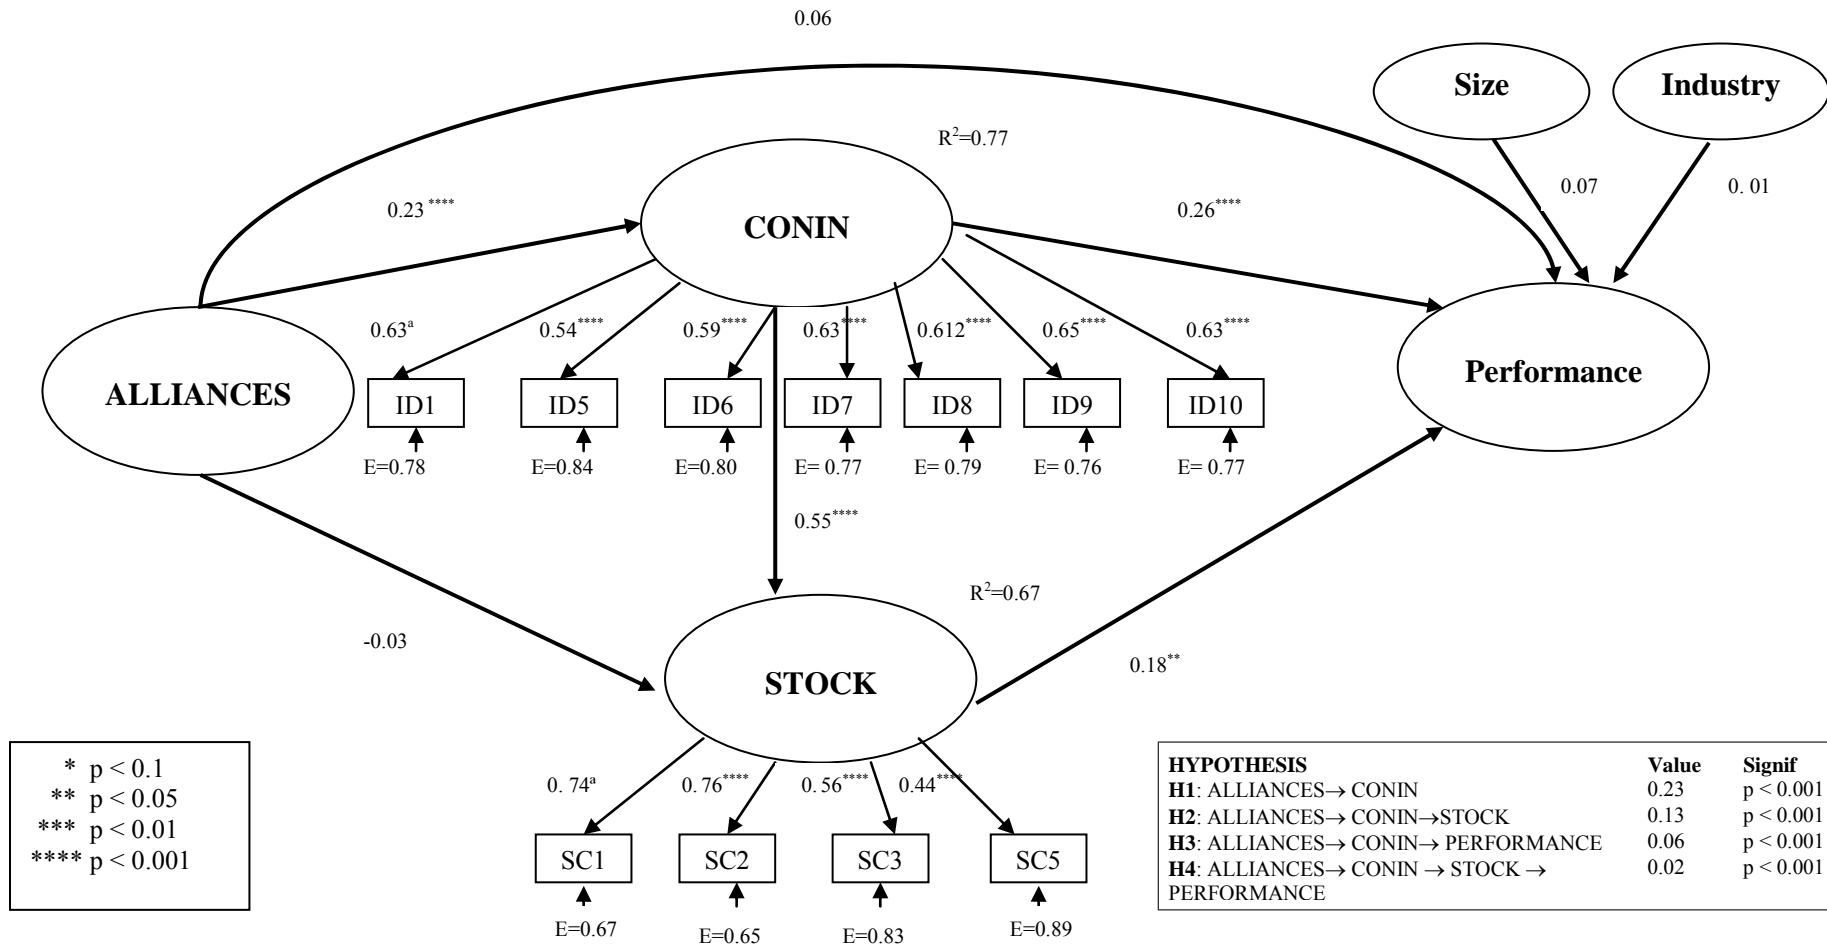 0.06
Size
Industry
R²=0.77
0.07
0. 01
0.23 ****
0.26****
CONIN
0.63ª
0.54****
0.59****
0.63****
0.612****
0.65****
0.63****
ALLIANCES
Performance
ID1
ID5
ID6
ID7
ID8
ID9
ID10
E=0.78
E=0.84
E=0.80
E= 0.77
E= 0.79
E= 0.76
E= 0.77
0.55****
R²=0.67
-0.03
0.18**
STOCK
* p < 0.1
** p < 0.05
*** p < 0.01
**** p < 0.001
0. 74ª
0.76****
0. 56****
0.44****
SC1
SC2
SC3
SC5
E=0.67
E=0.65
E=0.83
E=0.89
HYPOTHESIS Value Signif
H1: ALLIANCES→ CONIN 0.23 p < 0.001
H2: ALLIANCES→ CONIN→STOCK 0.13 p < 0.001
H3: ALLIANCES→ CONIN→ PERFORMANCE 0.06 p < 0.001
H4: ALLIANCES→ CONIN → STOCK → 0.02 p < 0.001
PERFORMANCE